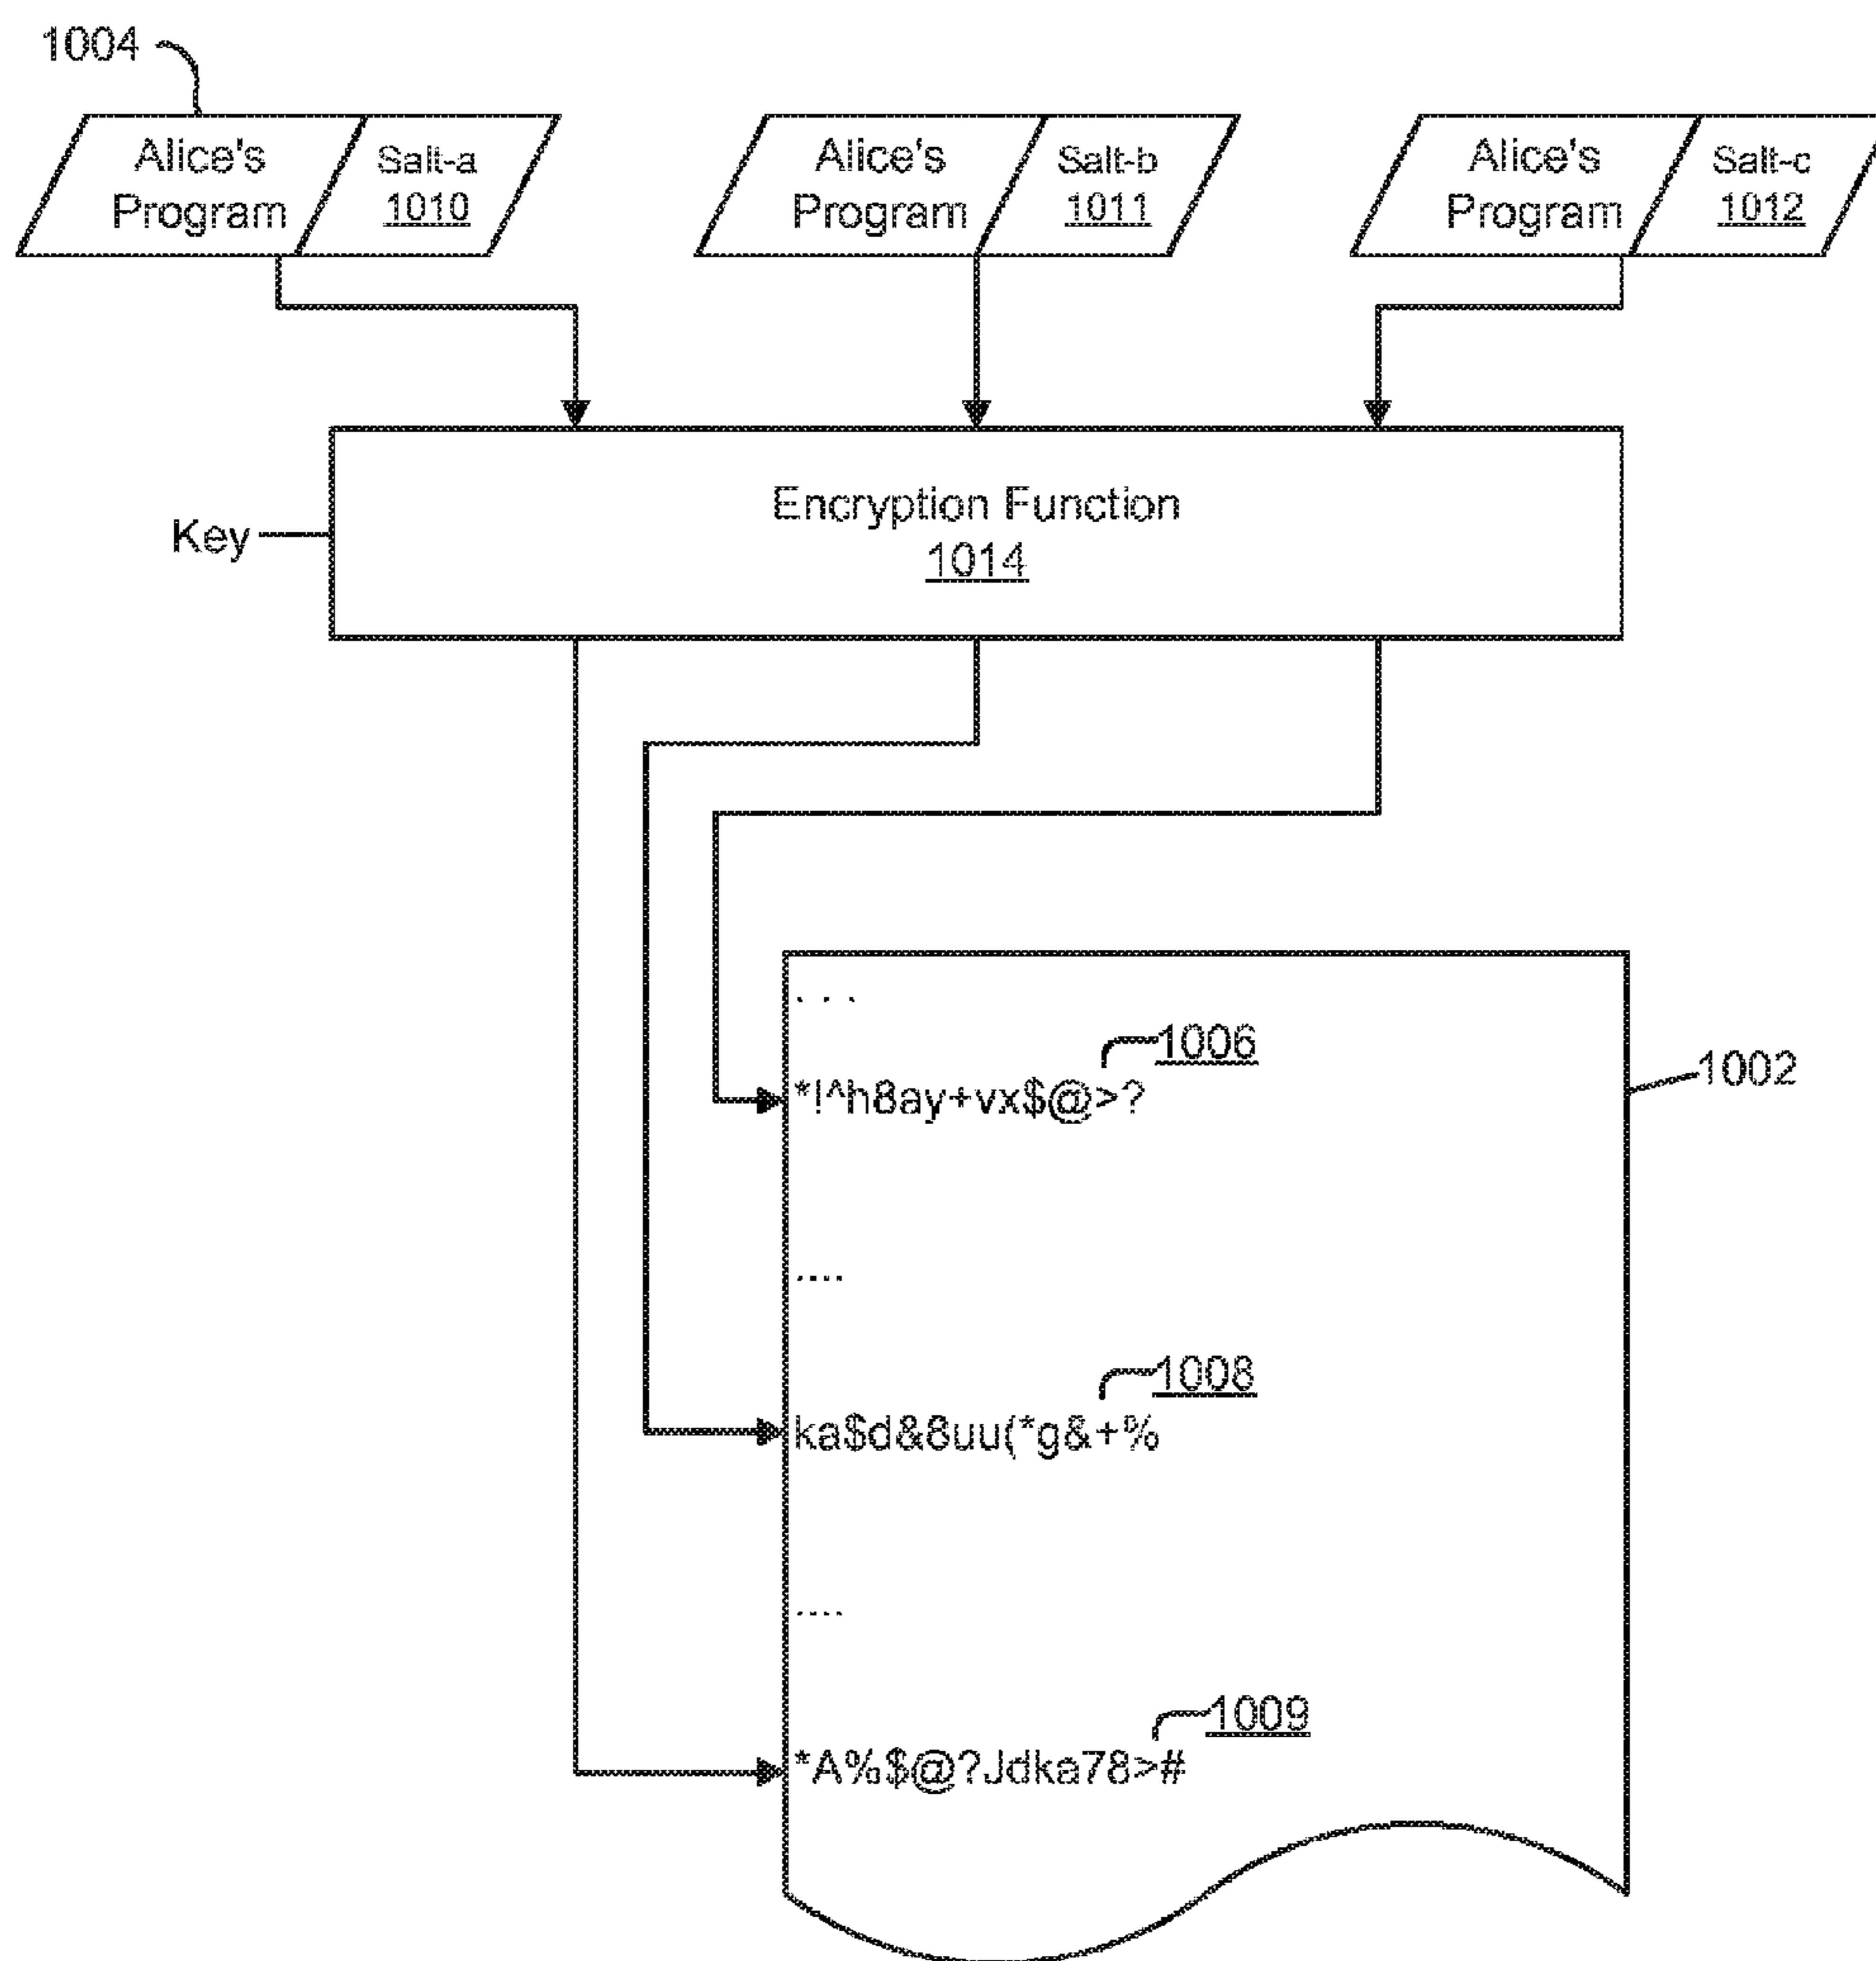 1004
Alice's
Program
Salt-a
1010
Alice's
Program
Salt-b
1011
Alice's
Program
Salt-c
1012
Key
Encryption Function
1014
. . .
1006
*!^h8ay+vx$@>?
1002
....
1008
ka$d&8uu(*g&+%
....
1009
*A%$@?Jdka78>#